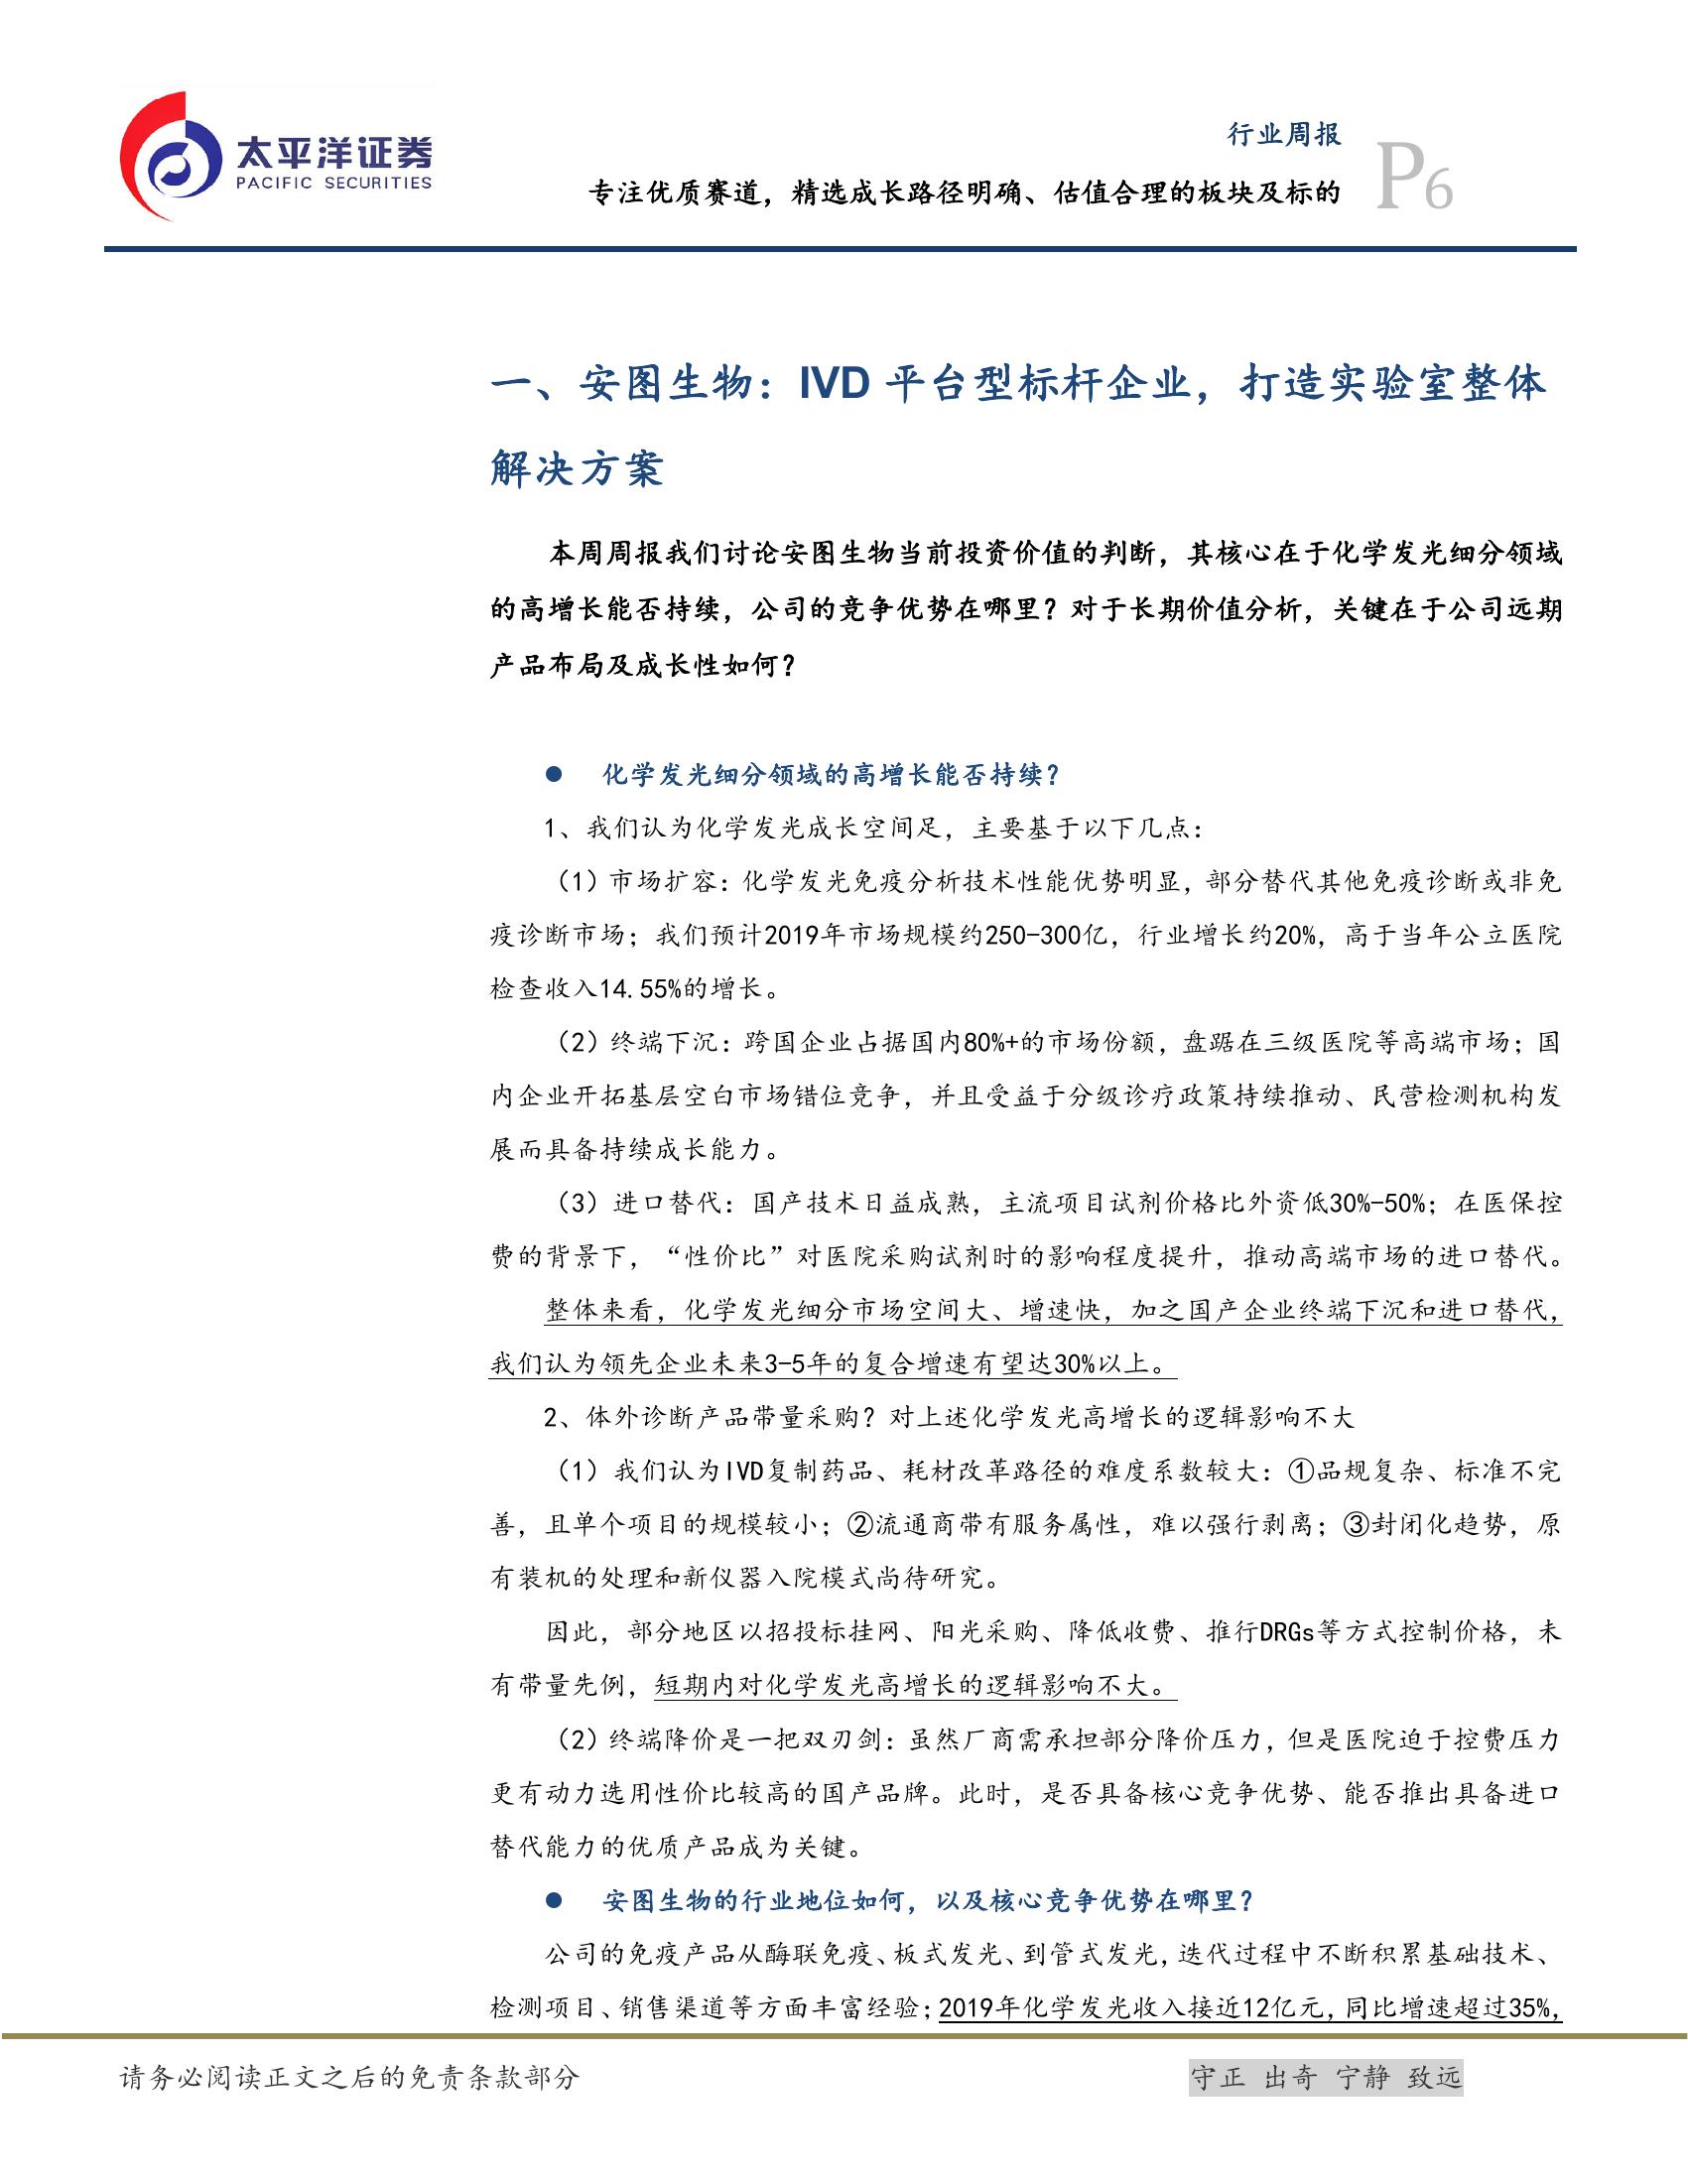 太平洋证券
PACIFIC SECURITIES
行业周报
专注优质赛道，精选成长路径明确、估值合理的板块及标的
P6
一、安图生物：IVD 平台型标杆企业，打造实验室整体
解决方案
本周周报我们讨论安图生物当前投资价值的判断，其核心在于化学发光细分领域
的高增长能否持续，公司的竞争优势在哪里？对于长期价值分析，关键在于公司远期
产品布局及成长性如何？
● 化学发光细分领域的高增长能否持续？
1、我们认为化学发光成长空间足，主要基于以下几点：
（1）市场扩容：化学发光免疫分析技术性能优势明显，部分替代其他免疫诊断或非免
疫诊断市场；我们预计2019年市场规模约250-300亿，行业增长约20%，高于当年公立医院
检查收入14.55%的增长。
（2）终端下沉：跨国企业占据国内80%+的市场份额，盘踞在三级医院等高端市场；国
内企业开拓基层空白市场错位竞争，并且受益于分级诊疗政策持续推动、民营检测机构发
展而具备持续成长能力。
（3）进口替代：国产技术日益成熟，主流项目试剂价格比外资低30%-50%；在医保控
费的背景下，“性价比”对医院采购试剂时的影响程度提升，推动高端市场的进口替代。
整体来看，化学发光细分市场空间大、增速快，加之国产企业终端下沉和进口替代，
我们认为领先企业未来3-5年的复合增速有望达30%以上。
2、体外诊断产品带量采购？对上述化学发光高增长的逻辑影响不大
（1）我们认为IVD复制药品、耗材改革路径的难度系数较大：①品规复杂、标准不完
善，且单个项目的规模较小；②流通商带有服务属性，难以强行剥离；③封闭化趋势，原
有装机的处理和新仪器入院模式尚待研究。
因此，部分地区以招投标挂网、阳光采购、降低收费、推行DRGs等方式控制价格，未
有带量先例，短期内对化学发光高增长的逻辑影响不大。
（2）终端降价是一把双刃剑：虽然厂商需承担部分降价压力，但是医院迫于控费压力
更有动力选用性价比较高的国产品牌。此时，是否具备核心竞争优势、能否推出具备进口
替代能力的优质产品成为关键。
● 安图生物的行业地位如何，以及核心竞争优势在哪里？
公司的免疫产品从酶联免疫、板式发光、到管式发光，迭代过程中不断积累基础技术、
检测项目、销售渠道等方面丰富经验；2019年化学发光收入接近12亿元，同比增速超过35%，
请务必阅读正文之后的免责条款部分
守正 出奇 宁静 致远